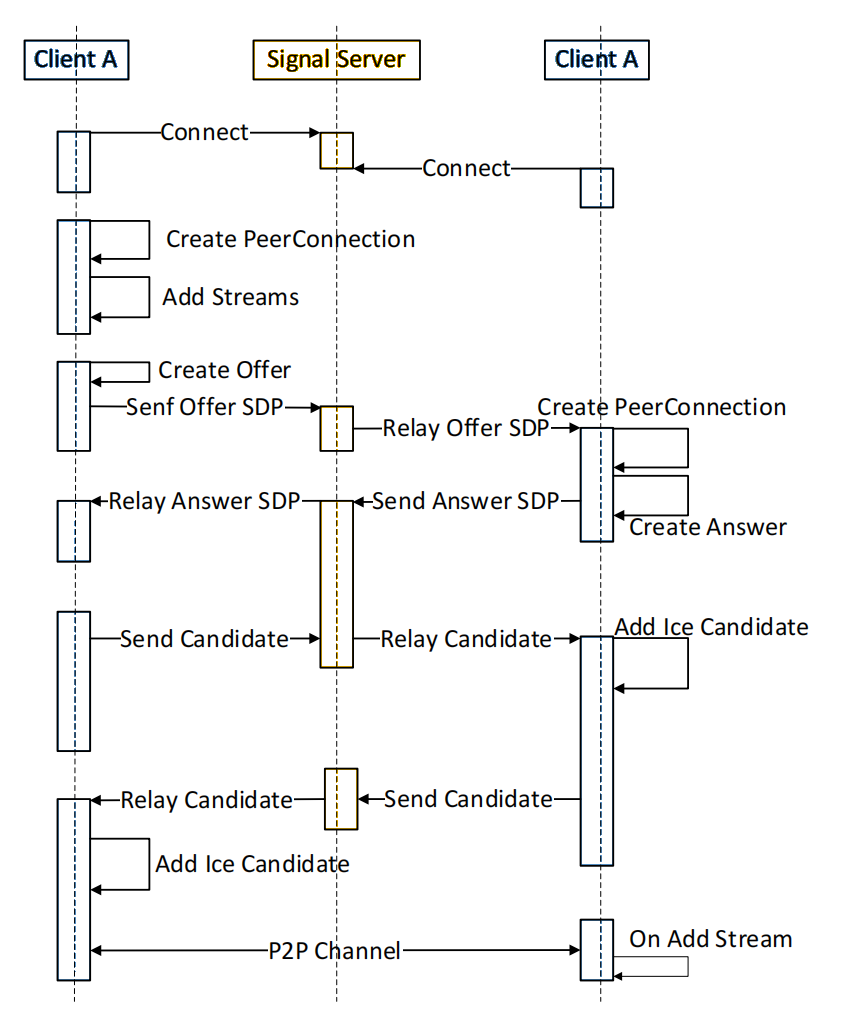 Client A
Signal Server
Client A
Connect
Connect
Create PeerConnection
Add Streams
Create Offer
Senf Offer SDP
Create PeerConnection
Relay Offer SDP
Relay Answer SDP
Send Answer SDP
Create Answer
Add Ice Candidate
Send Candidate
Relay Candidate
Relay Candidate
Send Candidate
Add Ice Candidate
On Add Stream
P2P Channel